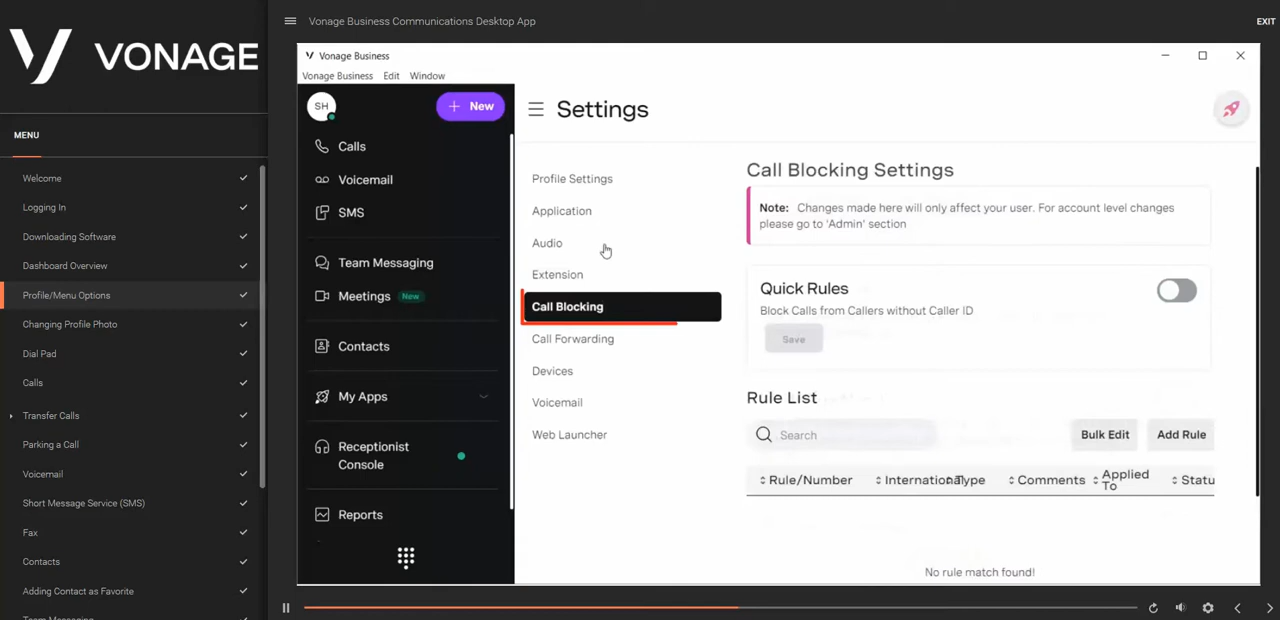 VONAGE
Vonage Business Communications Desktop App
EXIT
MENU
Welcome
Logging In
Downloading Software
Dashboard Overview
Profile/Menu Options
Changing Profile Photo
Dial Pad
Calls
Transfer Calls
Parking a Call
Voicemail
Short Message Service (SMS)
Fax
Contacts
Adding Contact as Favorite
Team Messaging
Vonage Business
Vonage Business Edit Window
SH
+ New
Calls
Voicemail
SMS
Team Messaging
Meetings New
Contacts
My Apps
Receptionist
Console
Reports
Settings
Profile Settings
Application
Audio
Extension
Call Blocking
Call Forwarding
Devices
Voicemail
Web Launcher
Call Blocking Settings
Note: Changes made here will only affect your user. For account level changes
please go to 'Admin' section
Quick Rules
Block Calls from Callers without Caller ID
Save
Rule List
Search
Bulk Edit
Add Rule
Rule/Number International Type Comments Applied To Statu
No rule match found!